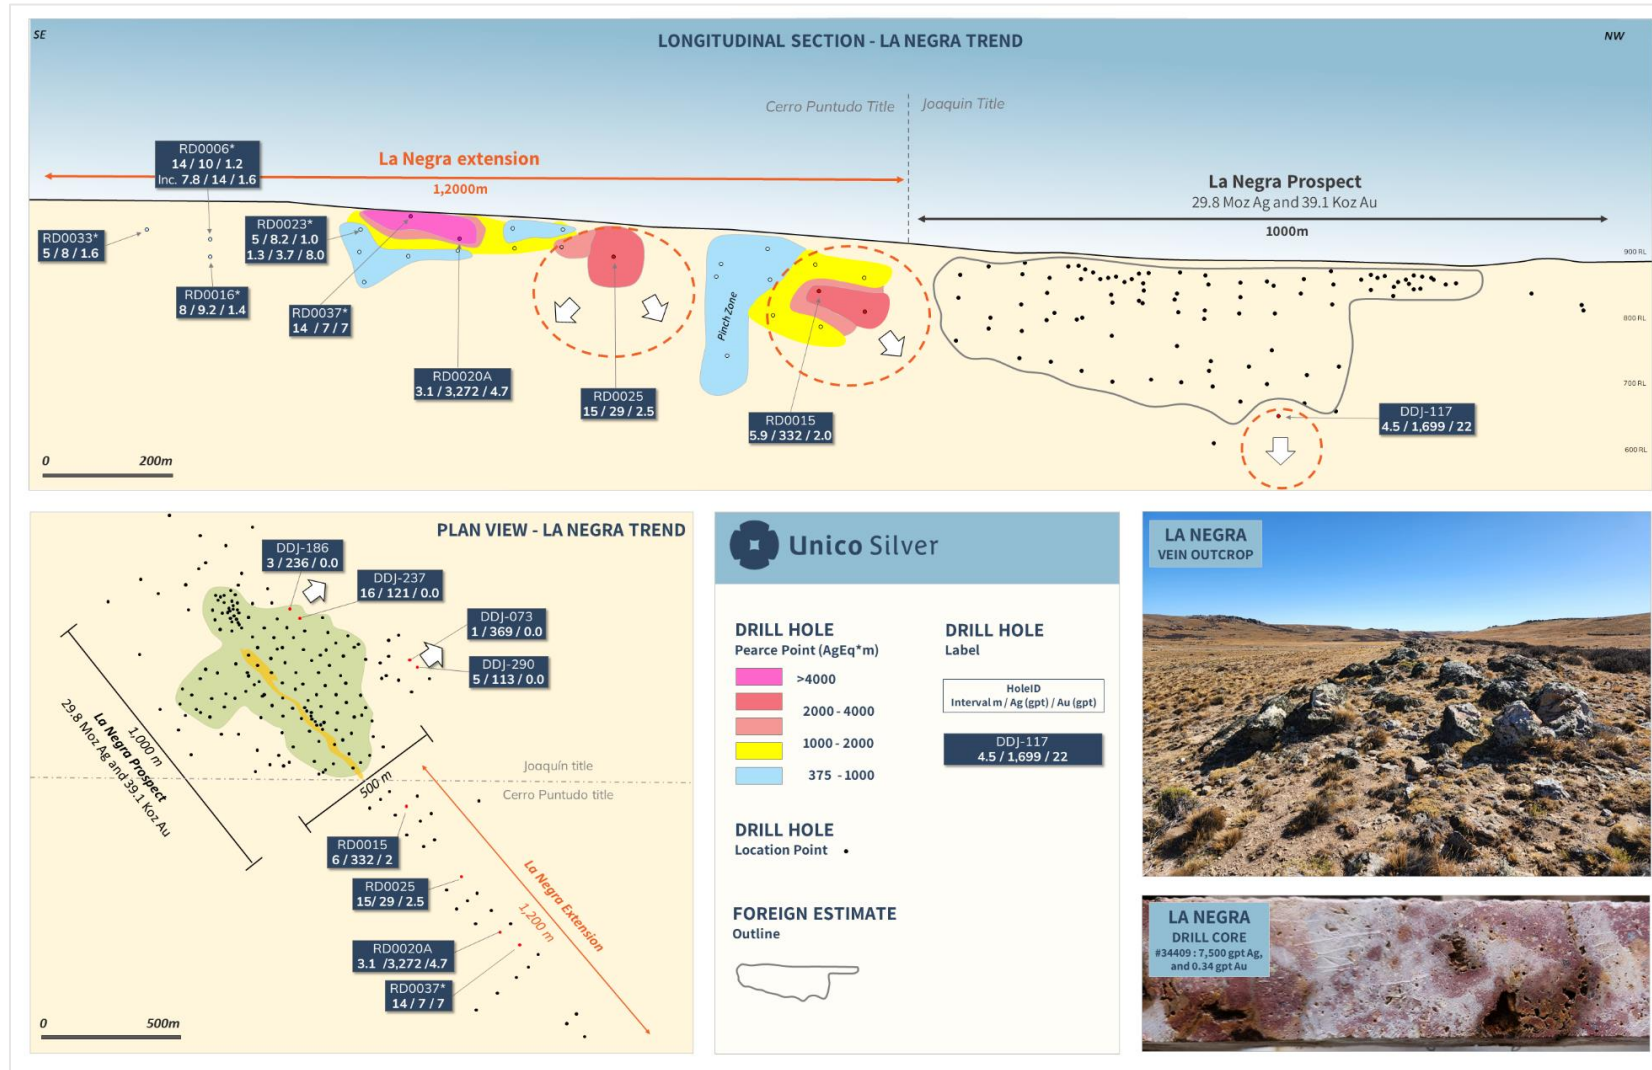 SE
LONGITUDINAL SECTION - LA NEGRA TREND
NW
Cerro Puntudo Title
Joaquin Title
RD0006*
14 / 10 / 1.2
Inc. 7.8 / 14 / 1.6
La Negra extension
1,2000m
La Negra Prospect
29.8 Moz Ag and 39.1 Koz Au
1000m
RD0033*
5 / 8 / 1.6
RD0023*
5 / 8.2 / 1.0
1.3 / 3.7 / 8.0
RD0016*
8 / 9.2 / 1.4
RD0037*
14 / 7 / 7
RD0020A
3.1 / 3,272 / 4.7
RD0025
15 / 29 / 2.5
Pinch Zone
RD0015
5.9 / 332 / 2.0
DDJ-117
4.5 / 1,699 / 22
900 RL
800 RL
700 RL
600 RL
0 200m
PLAN VIEW - LA NEGRA TREND
DDJ-186
3 / 236 / 0.0
DDJ-237
16 / 121 / 0.0
DDJ-073
1 / 369 / 0.0
DDJ-290
5 / 113 / 0.0
1,000 m
La Negra Prospect
29.8 Moz Ag and 39.1 Koz Au
500 m
Joaquín title
Cerro Puntudo title
RD0015
6 / 332 / 2
RD0025
15/ 29 / 2.5
RD0020A
3.1 /3,272 /4.7
RD0037*
14 / 7 / 7
La Negra Extension
1,200 m
0 500m
Unico Silver
DRILL HOLE
Pearce Point (AgEq*m)
>4000
2000 - 4000
1000 - 2000
375 - 1000
DRILL HOLE
Label
HoleID
Interval m / Ag (gpt) / Au (gpt)
DDJ-117
4.5 / 1,699 / 22
DRILL HOLE
Location Point
FOREIGN ESTIMATE
Outline
LA NEGRA
VEIN OUTCROP
LA NEGRA
DRILL CORE
#34409 : 7,500 gpt Ag,
and 0.34 gpt Au